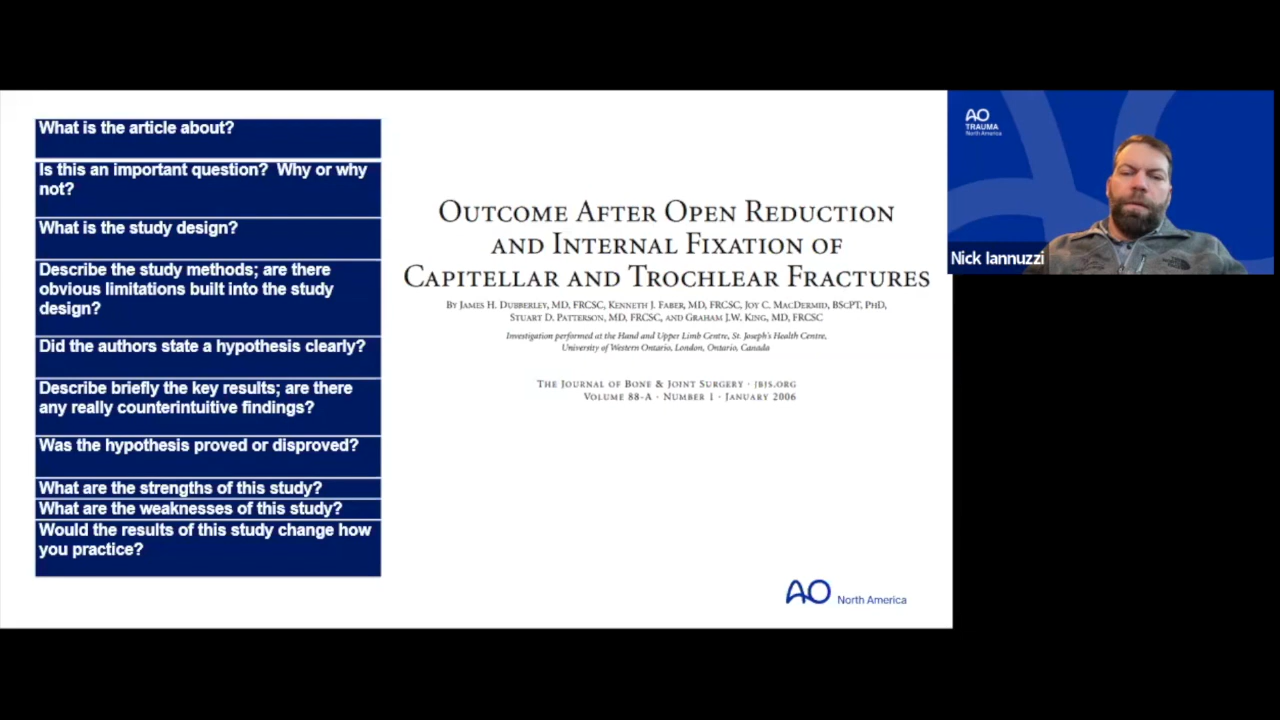 What is the article about?
Is this an important question?  Why or why
not?
What is the study design?
Describe the study methods; are there
obvious limitations built into the study
design?
Did the authors state a hypothesis clearly?
Describe briefly the key results; are there
any really counterintuitive findings?
Was the hypothesis proved or disproved?
What are the strengths of this study?
What are the weaknesses of this study?
Would the results of this study change how
you practice?
Outcome After Open Reduction
and Internal Fixation of
Capitellar and Trochlear Fractures
By James H. Dubberley, MD, FRCSC, Kenneth J. Faber, MD, FRCSC, Joy C. MacDermid, BScPT, PhD,
Stuart D. Patterson, MD, FRCSC, and Graham J.W. King, MD, FRCSC
Investigation performed at the Hand and Upper Limb Centre, St. Joseph's Health Centre,
University of Western Ontario, London, Ontario, Canada
The Journal of Bone & Joint Surgery · jbjs.org
Volume 88-A · Number 1 · January 2006
AO North America
AO
TRAUMA
North America
Nick Iannuzzi